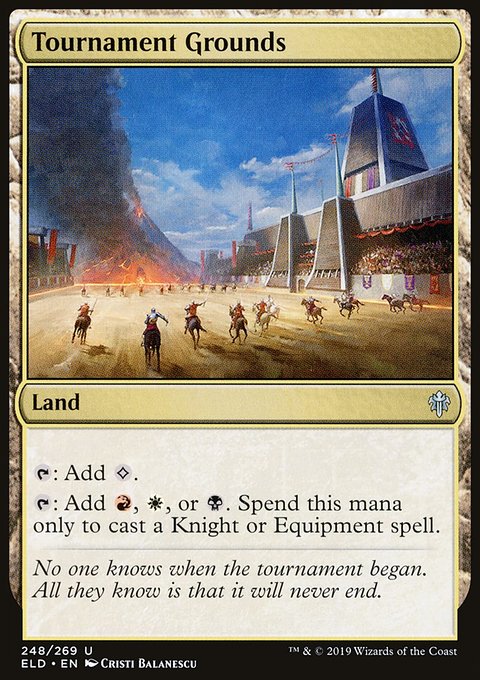 Tournament Grounds
Land
: Add .
: Add , , or . Spend this mana
only to cast a Knight or Equipment spell.
No one knows when the tournament began.
All they know is that it will never end.
248/269 U
ELD • EN Cristi Balanescu
™ & © 2019 Wizards of the Coast